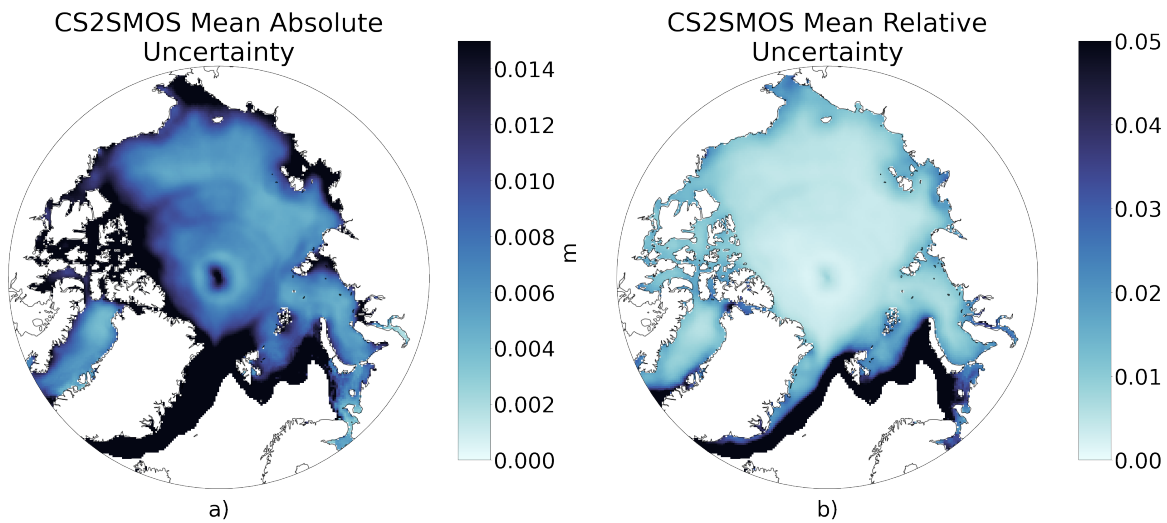 CS2SMOS Mean Absolute
Uncertainty
0.014
0.012
0.010
0.008
0.006
0.004
0.002
0.000
m
a)
CS2SMOS Mean Relative
Uncertainty
0.05
0.04
0.03
0.02
0.01
0.00
b)